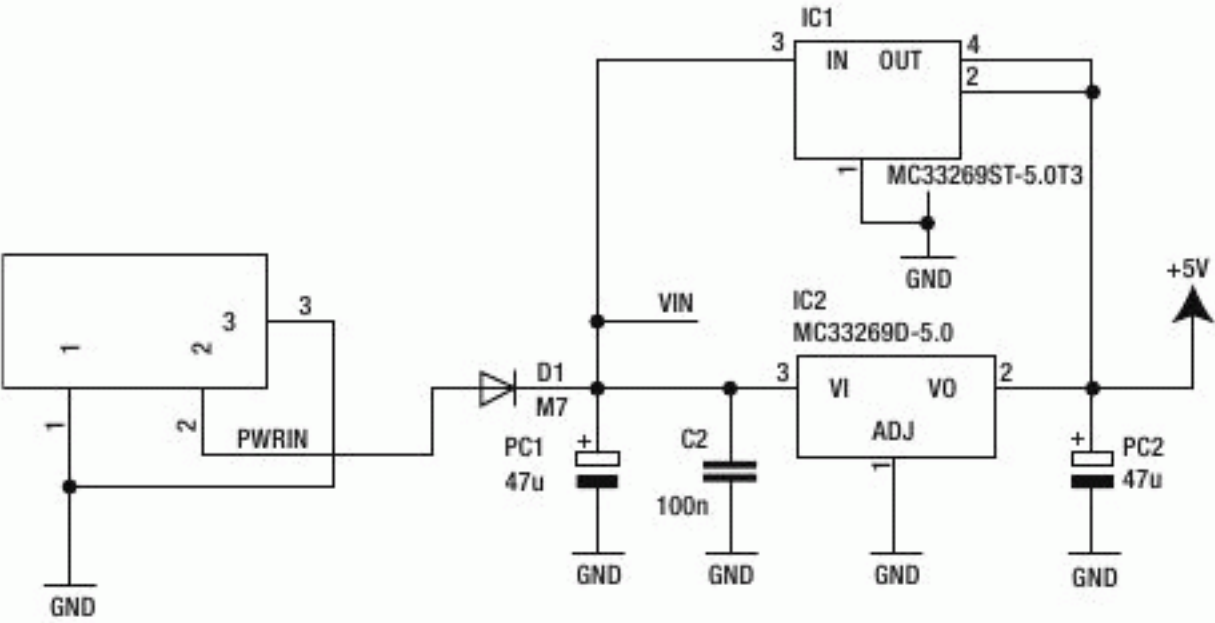 IC1
3
IN OUT
4
2
1
MC33269ST-5.0T3
GND
+5V
VIN
IC2
MC33269D-5.0
3
3
1
2
D1
M7
3
VI
VO
2
ADJ
1
2
PWRIN
PC1
+
47u
C2
100n
1
+
PC2
47u
GND
GND
GND
GND
GND